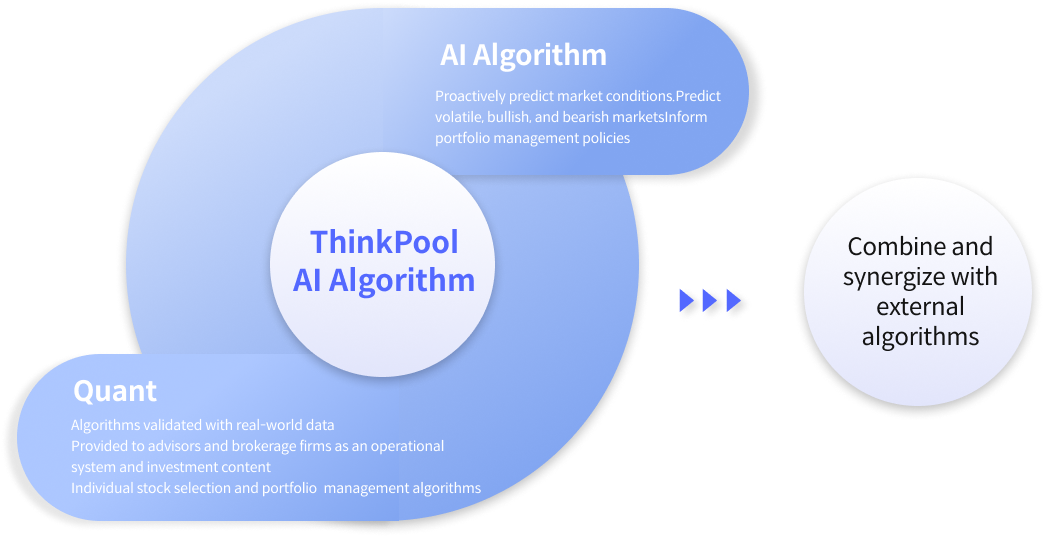 AI Algorithm
Proactively predict market conditions.Predict
volatile, bullish, and bearish marketsInform
portfolio management policies
ThinkPool
AI Algorithm
Combine and
synergize with
external
algorithms
Quant
Algorithms validated with real-world data
Provided to advisors and brokerage firms as an operational
system and investment content
Individual stock selection and portfolio  management algorithms